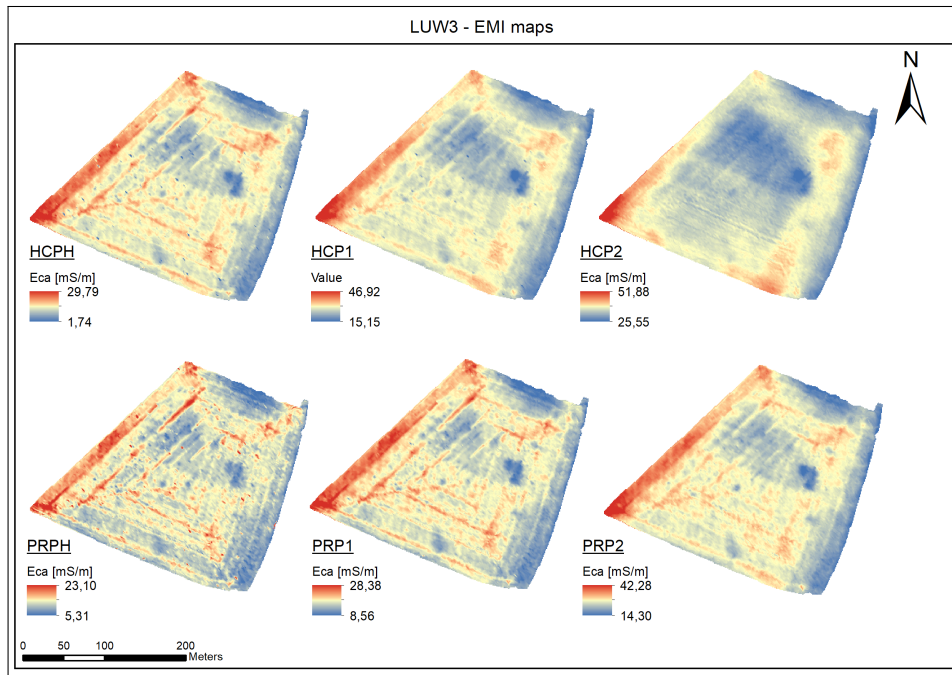 LUW3 - EMI maps
N
HCPH
Eca [mS/m]
29,79
1,74
HCP1
Value
46,92
15,15
HCP2
Eca [mS/m]
51,88
25,55
PRPH
Eca [mS/m]
23,10
5,31
PRP1
Eca [mS/m]
28,38
8,56
PRP2
Eca [mS/m]
42,28
14,30
0 50 100 200
Meters